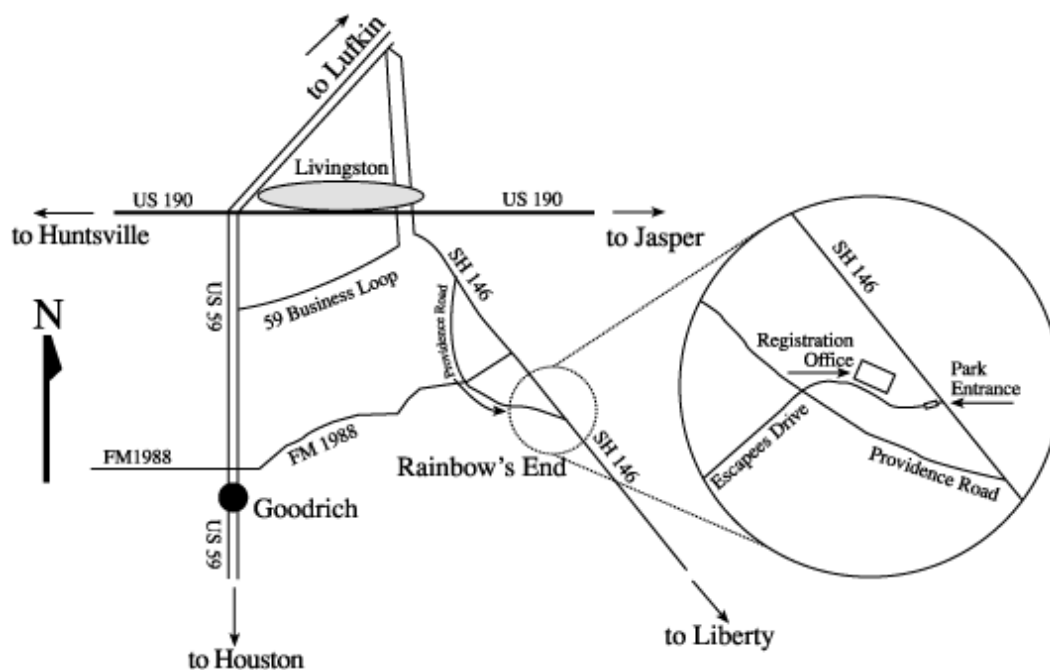 to Lufkin
Livingston
US 190
US 190
to Huntsville
to Jasper
SH 146
SH 146
US 59
59 Business Loop
N
Providence Road
Registration
Office
Park
Entrance
FM1988
FM 1988
Escapees Drive
Providence Road
Rainbow's End
SH 146
Goodrich
US 59
to Liberty
to Houston